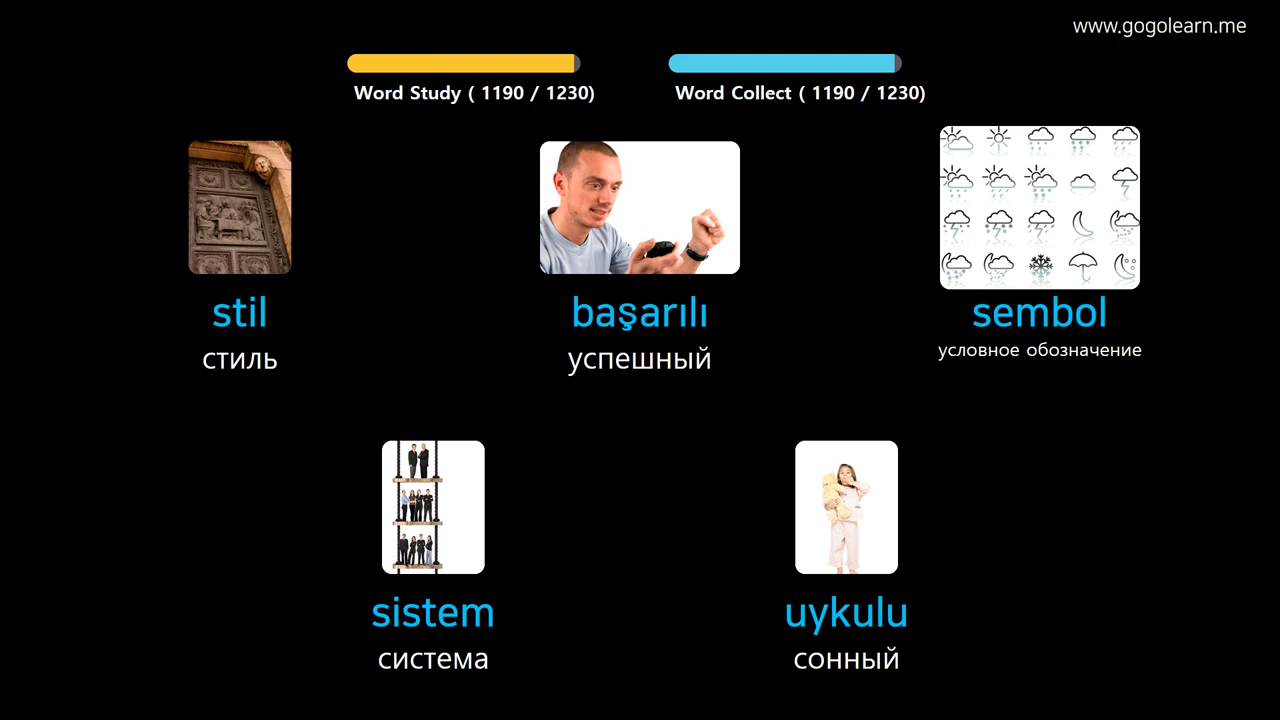 www.gogolearn.me
Word Study ( 1190 / 1230)
Word Collect ( 1190 / 1230)
stil
стиль
başarılı
успешный
sembol
условное обозначение
sistem
система
uykulu
сонный